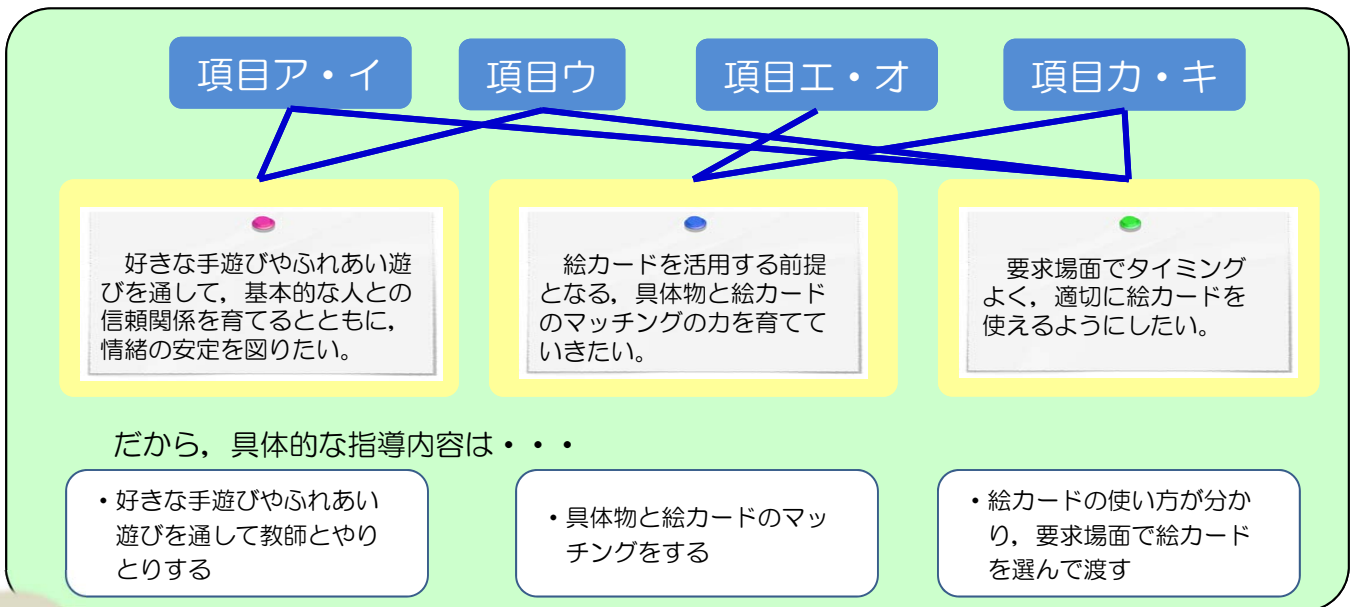 項目ア・イ
項目ウ
項目エ・オ
項目カ・キ
好きな手遊びやふれあい遊
びを通して，基本的な人との
信頼関係を育てるとともに，
情緒の安定を図りたい。
絵カードを活用する前提
となる，具体物と絵カード
のマッチングの力を育てて
いきたい。
要求場面でタイミング
よく，適切に絵カードを
使えるようにしたい。
だから，具体的な指導内容は・・・
・好きな手遊びやふれあい
遊びを通して教師とやり
とりする
・具体物と絵カードのマッ
チングをする
・絵カードの使い方が分か
り，要求場面で絵カード
を選んで渡す